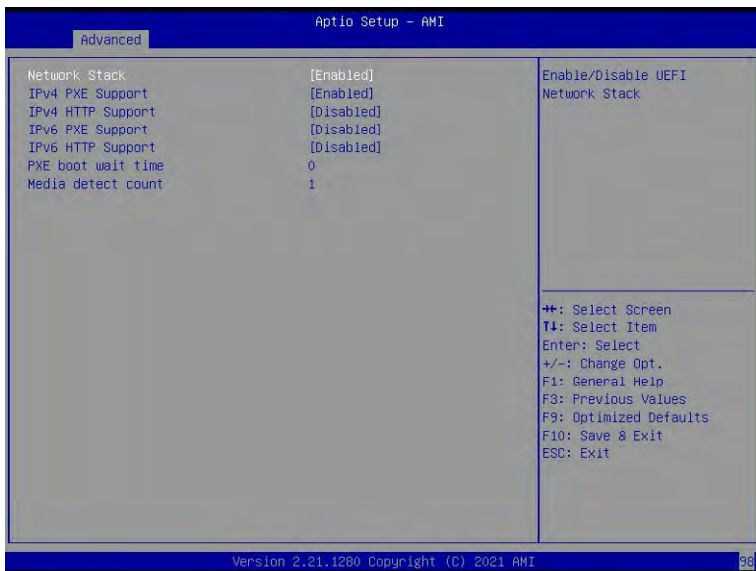 Aptio Setup - AMI
Advanced
Network Stack [Enabled]
IPv4 PXE Support [Enabled]
IPv4 HTTP Support [Disabled]
IPv6 PXE Support [Disabled]
IPv6 HTTP Support [Disabled]
PXE boot wait time 0
Media detect count 1
Enable/Disable UEFI
Network Stack
→←: Select Screen
↑↓: Select Item
Enter: Select
+/-: Change Opt.
F1: General Help
F3: Previous Values
F9: Optimized Defaults
F10: Save & Exit
ESC: Exit
Version 2.21.1280 Copyright (C) 2021 AMI
98